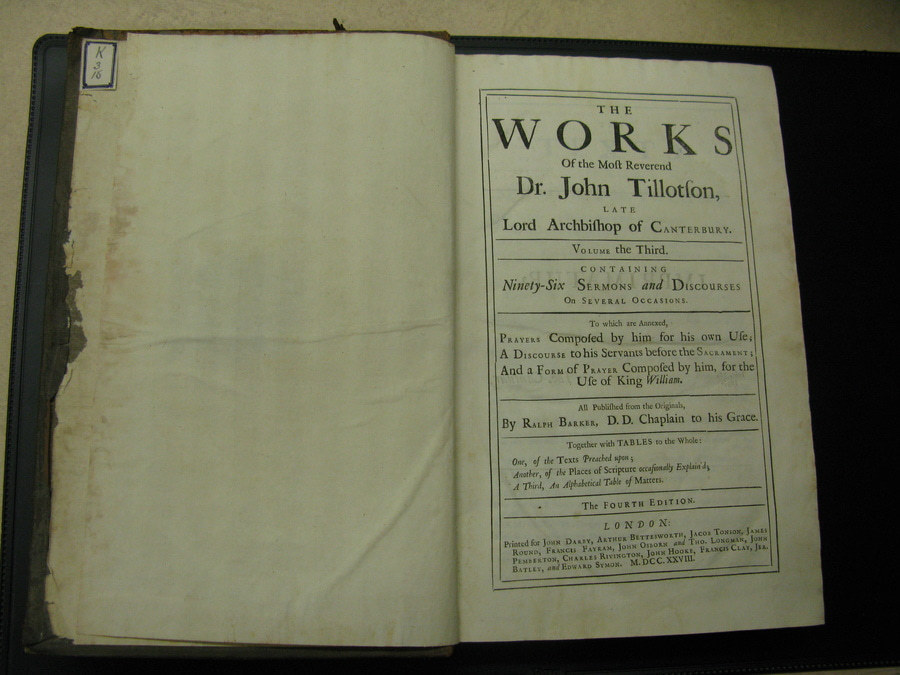 K
3
16
THE
WORKS
Of the Moſt Reverend
Dr. John Tillotſon,
LATE
Lord Archbiſhop of CANTERBURY.
VOLUME the Third.
CONTAINING
Ninety-Six SERMONS and DISCOURSES
ON SEVERAL OCCASIONS.
To which are Annexed,
PRAYERS Compoſed by him for his own Uſe;
A DISCOURSE to his Servants before the SACRAMENT;
And a FORM of PRAYER Compoſed by him, for the
Uſe of King William.
All Publiſhed from the Originals,
By RALPH BARKER, D.D. Chaplain to his Grace.
Together with TABLES to the Whole:
One, of the Texts Preached upon;
Another, of the Places of Scripture occaſionally Explain'd;
A Third, An Alphabetical Table of Matters.
The FOURTH EDITION.
LONDON:
Printed for JOHN DARBY, ARTHUR BETTESWORTH, JACOB TONSON, JAMES
ROUND, FRANCIS FAYRAM, JOHN OSBORN and THO. LONGMAN, JOHN
PEMBERTON, CHARLES RIVINGTON, JOHN HOOKE, FRANCIS CLAY, JER.
BATLEY, and EDWARD SYMON. M.DCC.XXVIII.